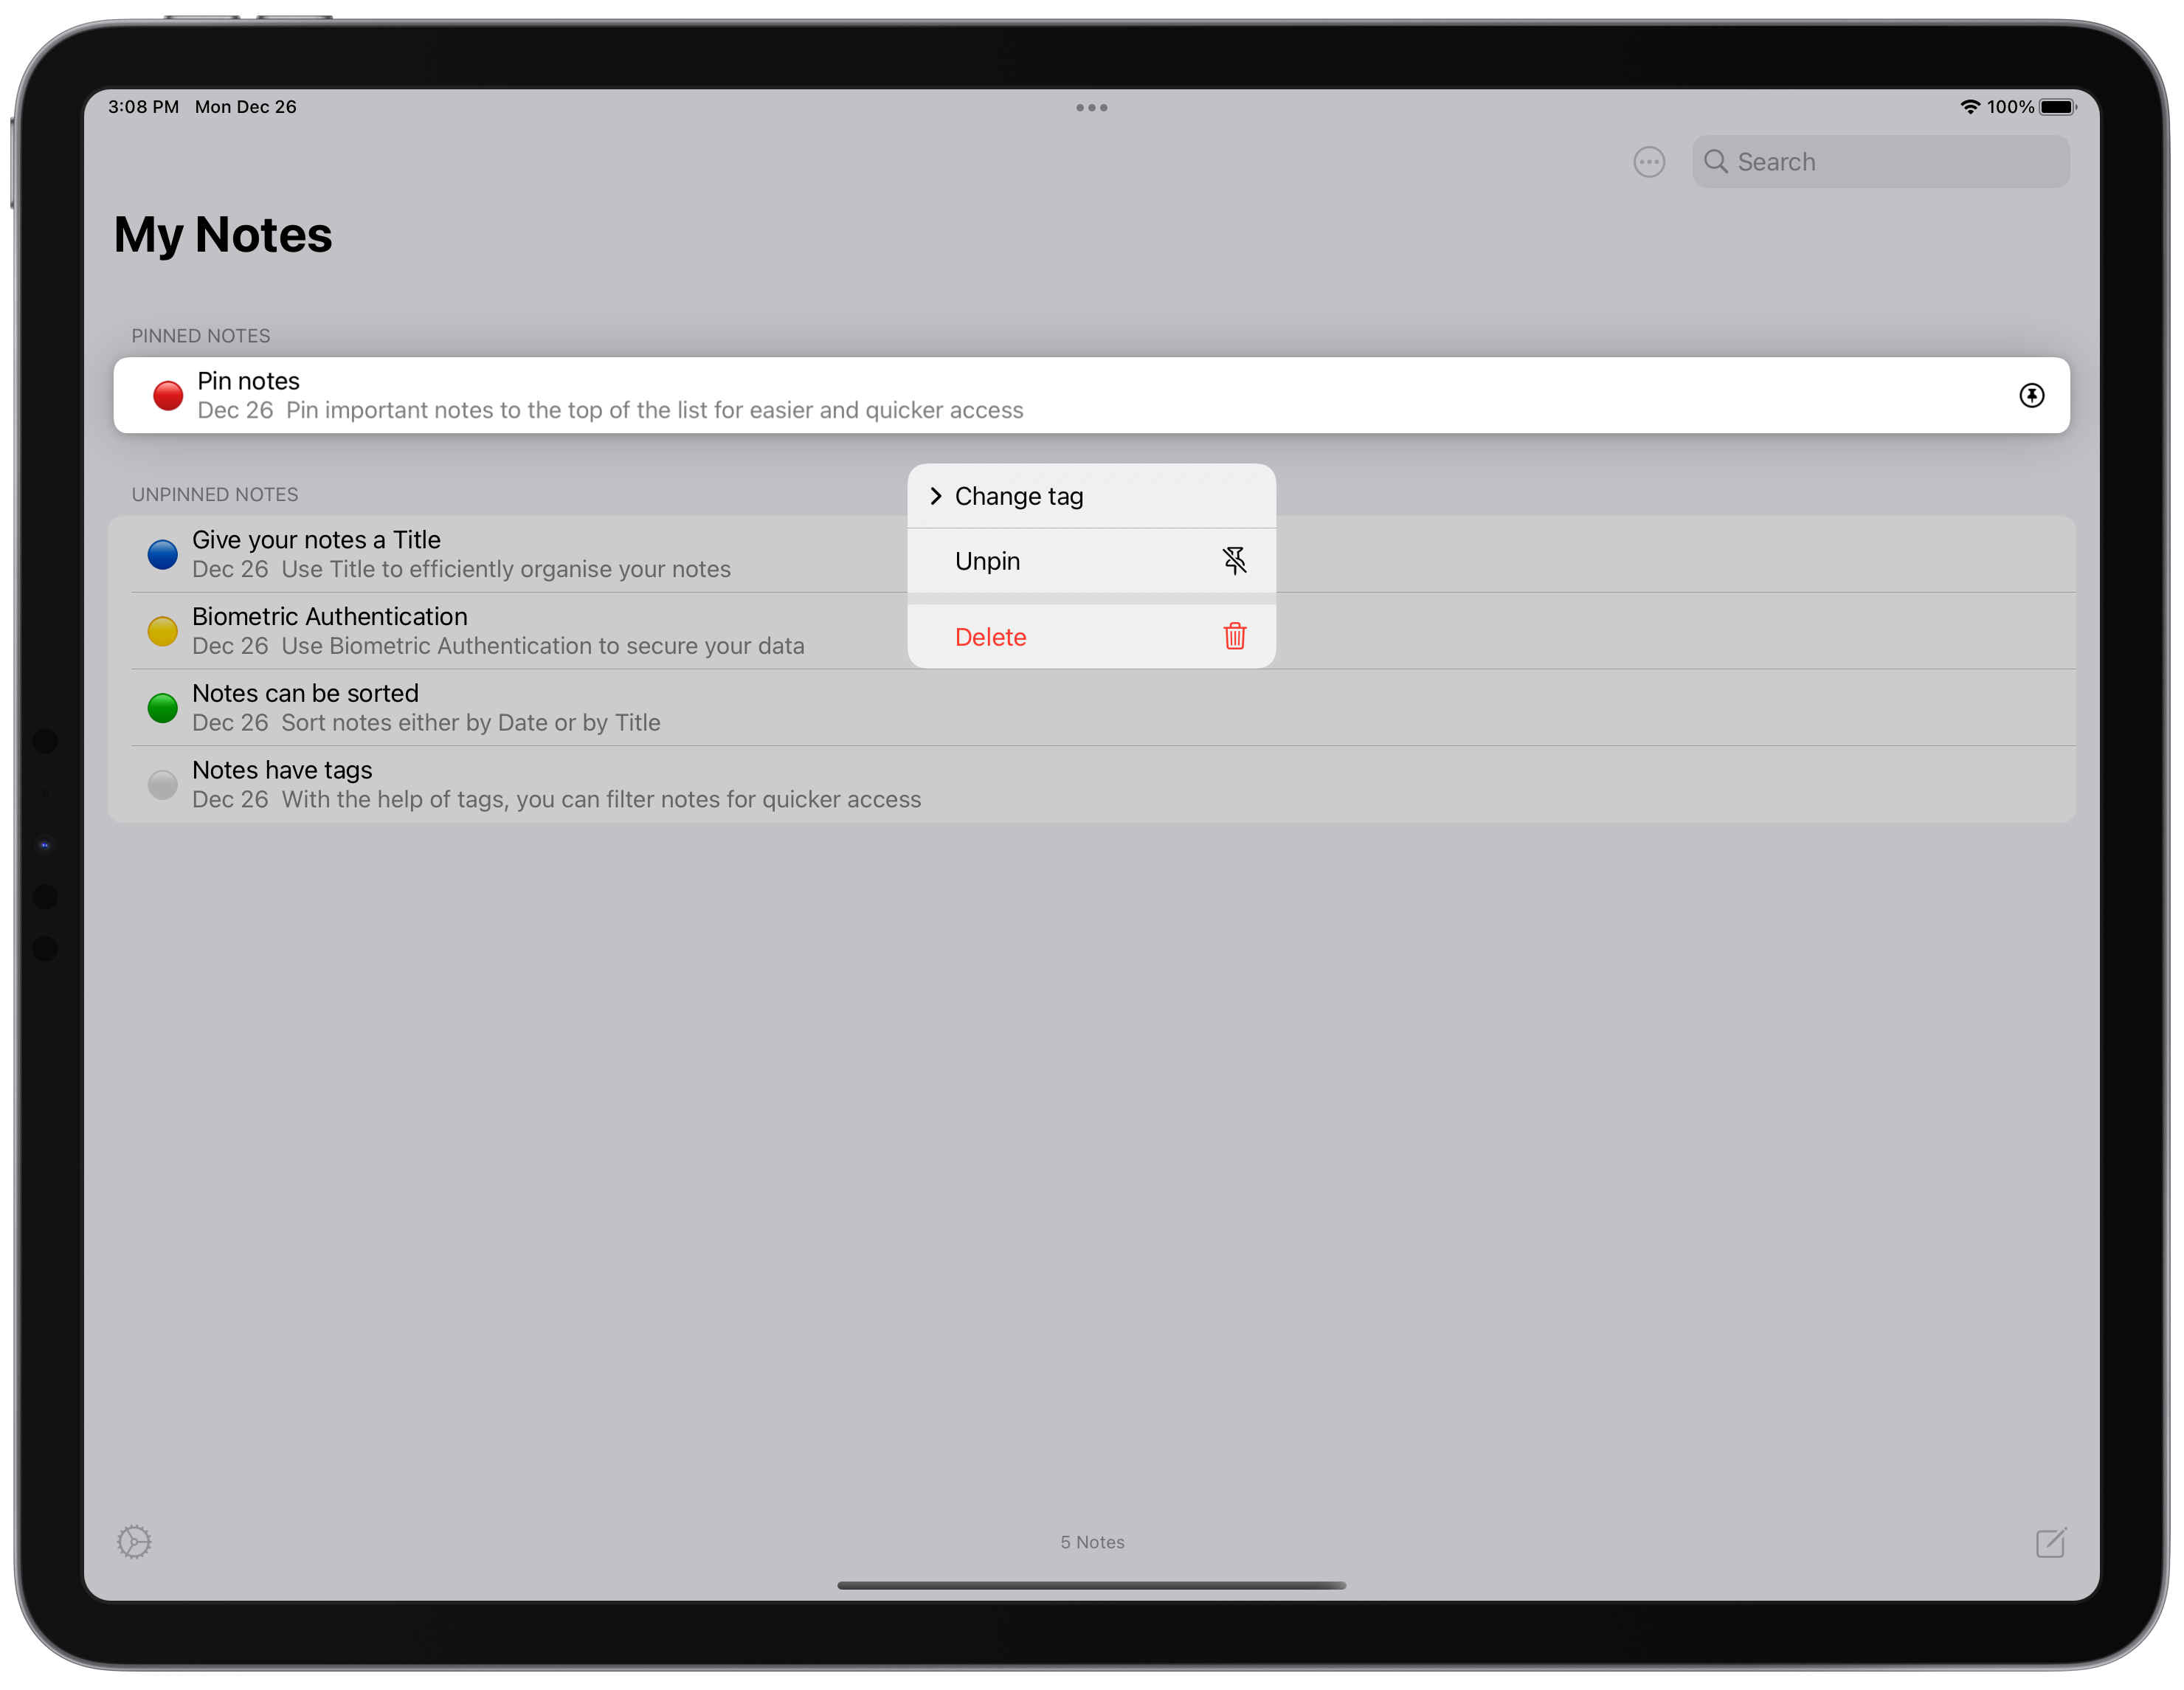 3:08 PM Mon Dec 26
100%
Search
My Notes
PINNED NOTES
Pin notes
Dec 26 Pin important notes to the top of the list for easier and quicker access
Change tag
Unpin
Delete
UNPINNED NOTES
Give your notes a Title
Dec 26 Use Title to efficiently organise your notes
Biometric Authentication
Dec 26 Use Biometric Authentication to secure your data
Notes can be sorted
Dec 26 Sort notes either by Date or by Title
Notes have tags
Dec 26 With the help of tags, you can filter notes for quicker access
5 Notes